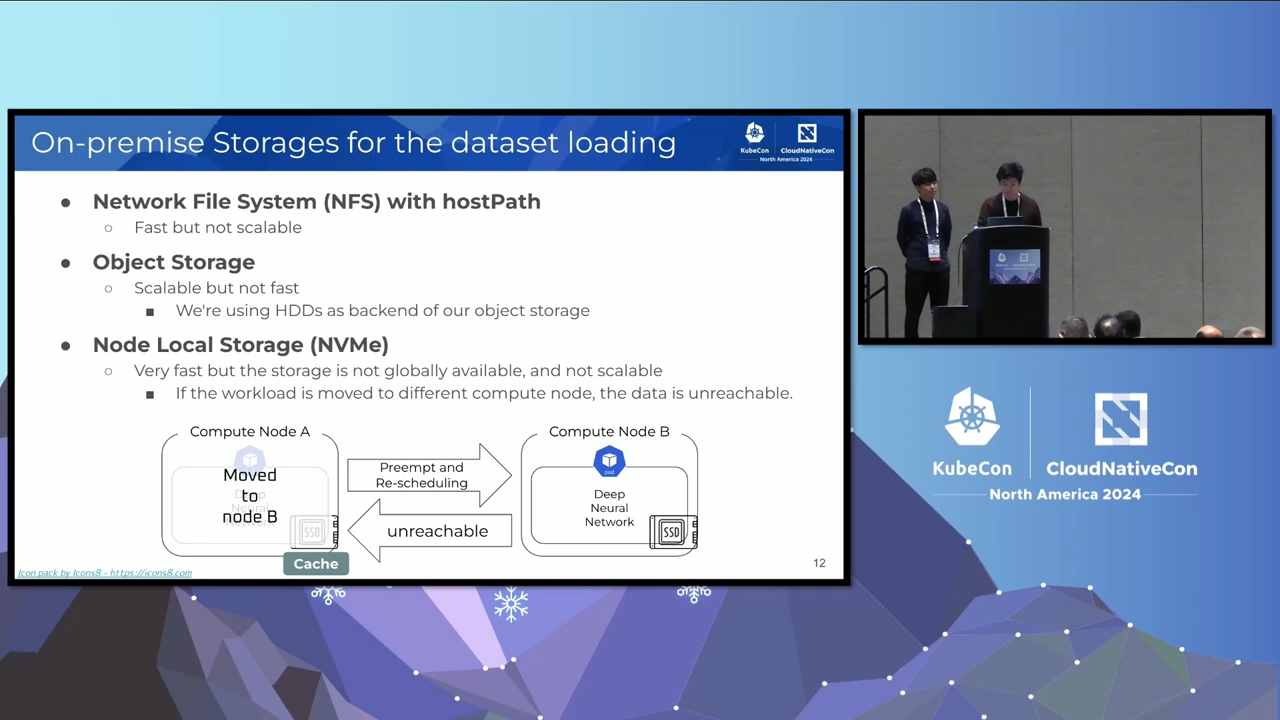 On-premise Storages for the dataset loading
KubeCon
CloudNativeCon
North America 2024
● Network File System (NFS) with hostPath
○ Fast but not scalable
● Object Storage
○ Scalable but not fast
■ We're using HDDs as backend of our object storage
● Node Local Storage (NVMe)
○ Very fast but the storage is not globally available, and not scalable
■ If the workload is moved to different compute node, the data is unreachable.
Compute Node A
Moved
to
node B
Deep
Neural
SSD
Cache
Preempt and
Re-scheduling
unreachable
Compute Node B
pod
Deep
Neural
Network
SSD
Icon pack by Icons8 - https://icons8.com
12
KubeCon
CloudNativeCon
North America 2024